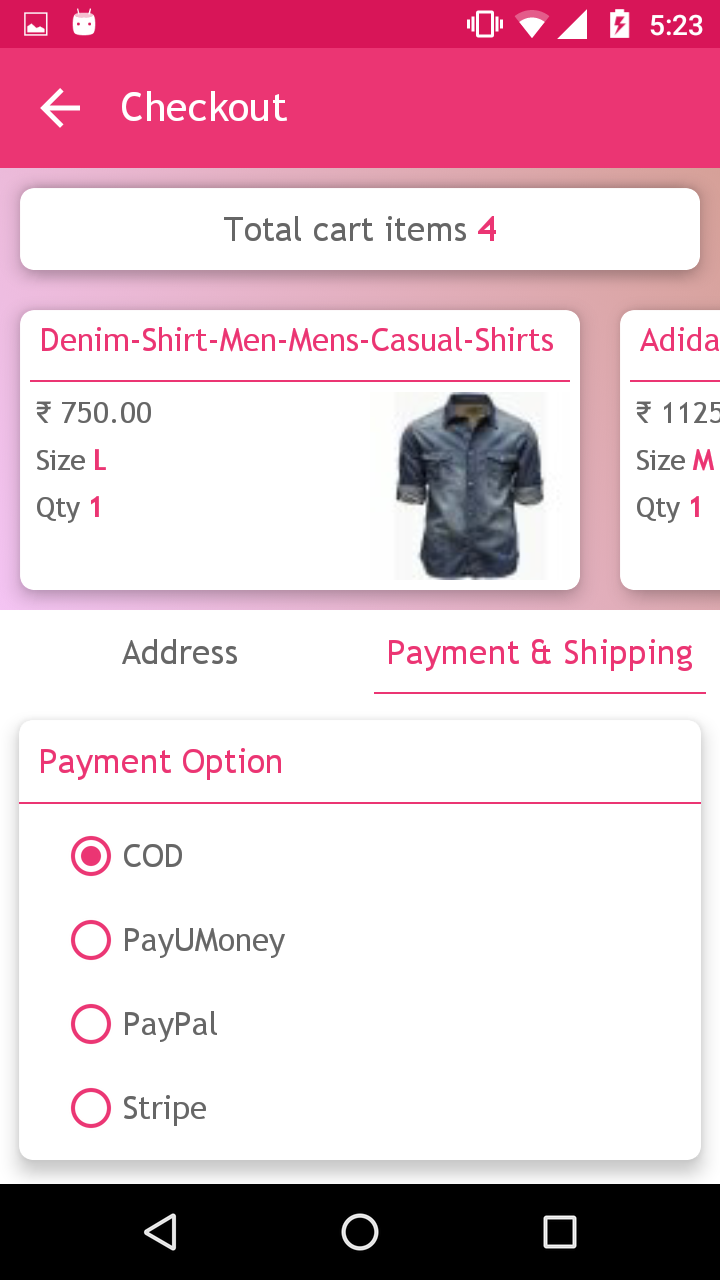 5:23
Checkout
Total cart items 4
Denim-Shirt-Men-Mens-Casual-Shirts
₹ 750.00
Size L
Qty 1
Adida
₹ 1125
Size M
Qty 1
Address
Payment & Shipping
Payment Option
COD
PayUMoney
PayPal
Stripe